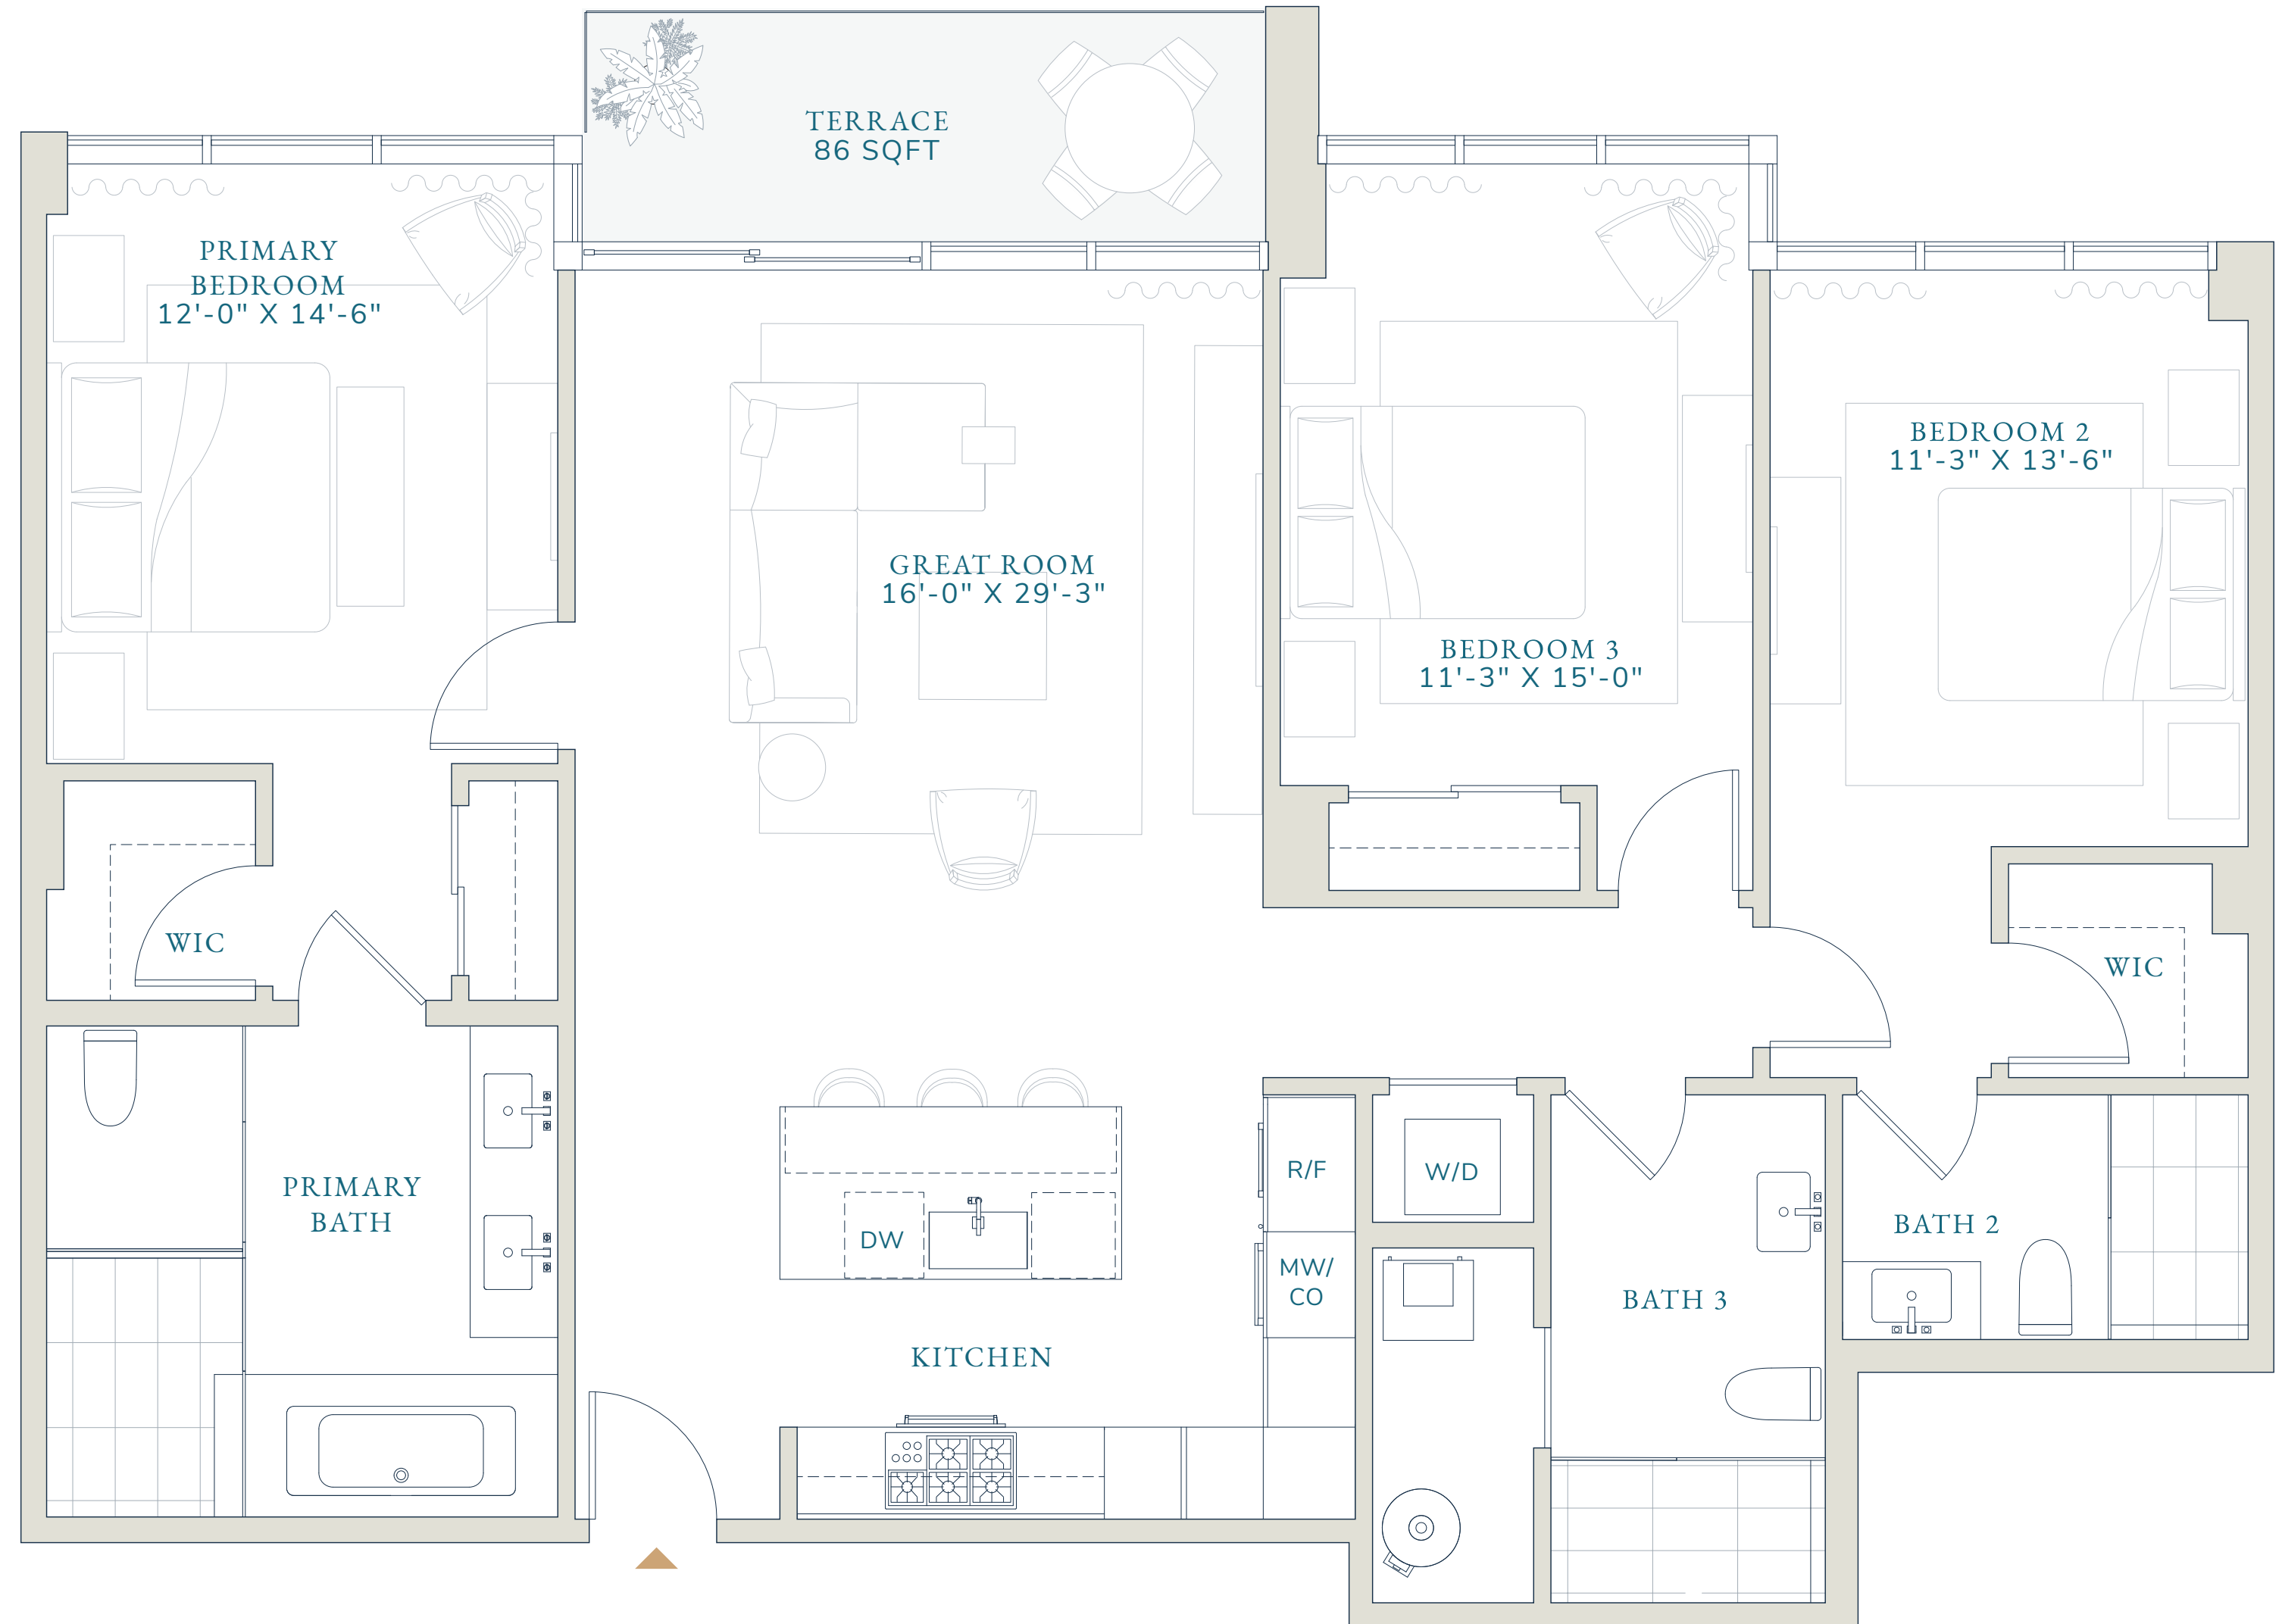 TERRACE
86 SQFT
PRIMARY
BEDROOM
12'-0" X 14'-6"
GREAT ROOM
16'-0" X 29'-3"
BEDROOM 3
11'-3" X 15'-0"
BEDROOM 2
11'-3" X 13'-6"
WIC
WIC
PRIMARY
BATH
DW
R/F
MW/
CO
W/D
KITCHEN
BATH 3
BATH 2